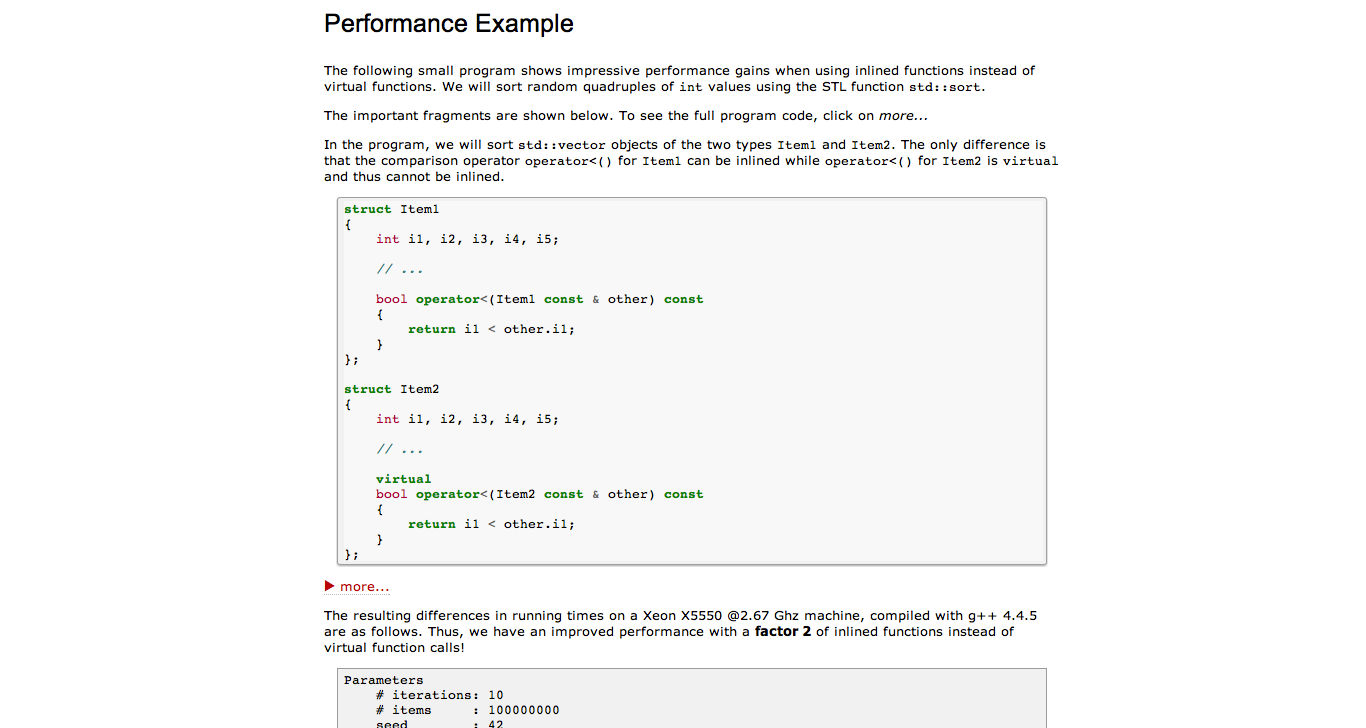 Performance Example
The following small program shows impressive performance gains when using inlined functions instead of
virtual functions. We will sort random quadruples of int values using the STL function std::sort.
The important fragments are shown below. To see the full program code, click on more...
In the program, we will sort std::vector objects of the two types Item1 and Item2. The only difference is
that the comparison operator operator<() for Item1 can be inlined while operator<() for Item2 is virtual
and thus cannot be inlined.
struct Item1
{
    int i1, i2, i3, i4, i5;
    // ...
    bool operator<(Item1 const & other) const
    {
        return i1 < other.i1;
    }
};
struct Item2
{
    int i1, i2, i3, i4, i5;
    // ...
    virtual
    bool operator<(Item2 const & other) const
    {
        return i1 < other.i1;
    }
};
▶ more...
The resulting differences in running times on a Xeon X5550 @2.67 Ghz machine, compiled with g++ 4.4.5
are as follows. Thus, we have an improved performance with a factor 2 of inlined functions instead of
virtual function calls!
Parameters
    # iterations: 10
    # items     : 100000000
    seed        : 42